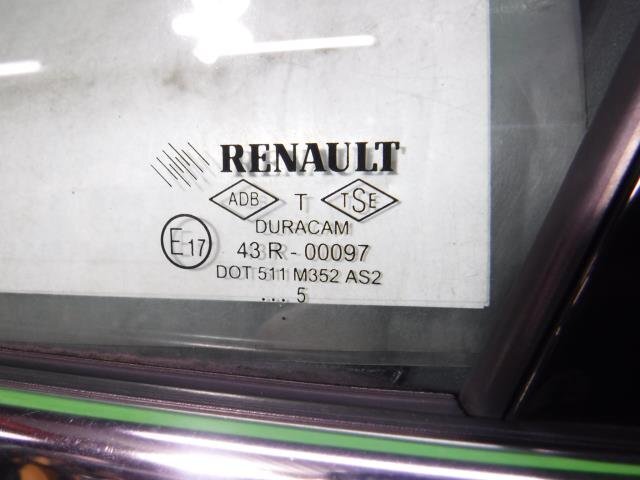 RENAULT
ADB T TSE
DURACAM
E17 43 R - 00097
DOT 511 M352 AS2
... 5